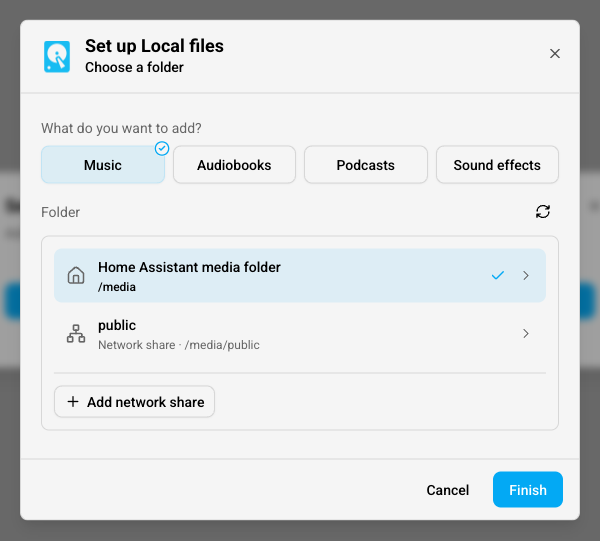 Set up Local files
Choose a folder
What do you want to add?
Music
Audiobooks
Podcasts
Sound effects
Folder
Home Assistant media folder
/media
public
Network share · /media/public
Add network share
Cancel
Finish